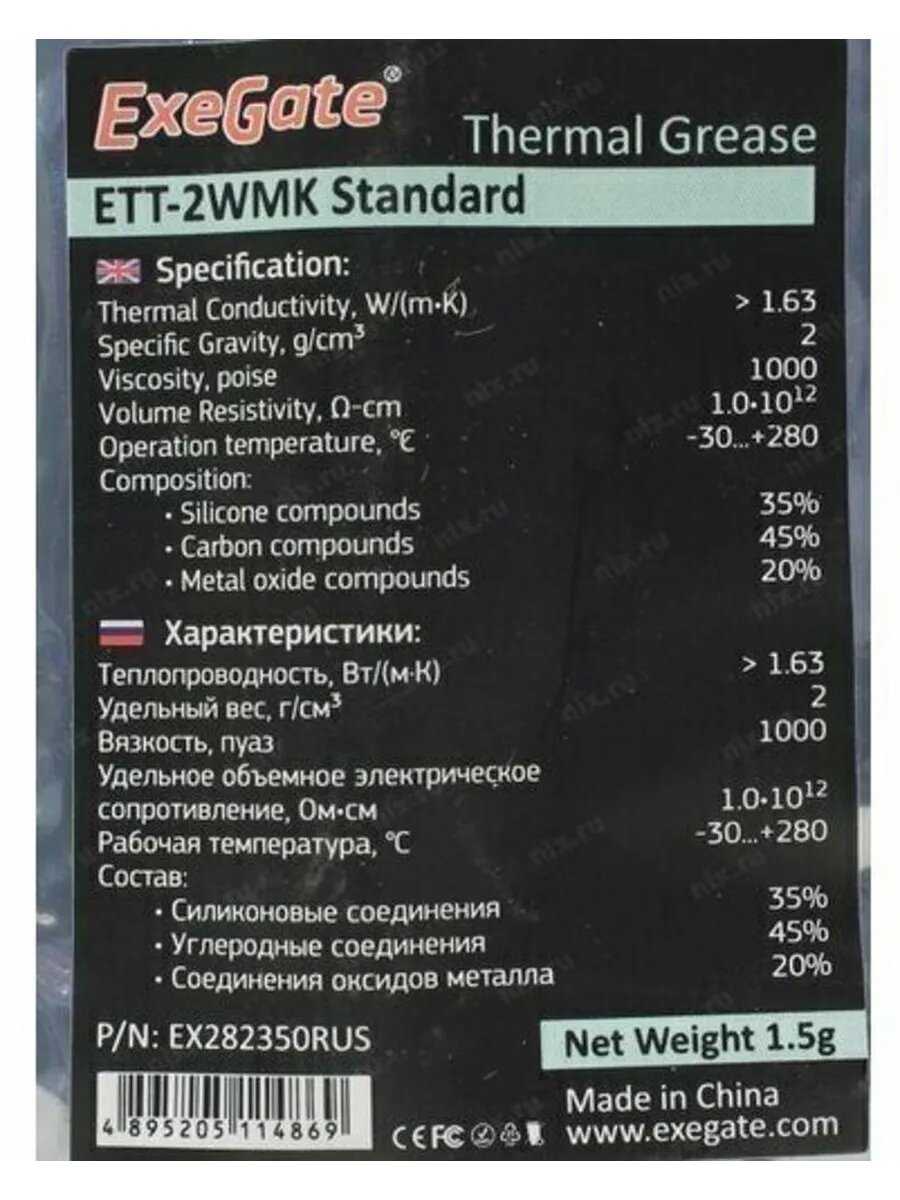 ExeGate®
Thermal Grease
ETT-2WMK Standard
Specification:
Thermal Conductivity, W/(m·K) > 1.63
Specific Gravity, g/cm³ 2
Viscosity, poise 1000
Volume Resistivity, Ω-cm 1.0·10¹²
Operation temperature, °C -30...+280
Composition:
· Silicone compounds 35%
· Carbon compounds 45%
· Metal oxide compounds 20%
Характеристики:
Теплопроводность, Вт/(м·К) > 1.63
Удельный вес, г/см³ 2
Вязкость, пуаз 1000
Удельное объемное электрическое
сопротивление, Ом·см 1.0·10¹²
Рабочая температура, °C -30...+280
Состав:
· Силиконовые соединения 35%
· Углеродные соединения 45%
· Соединения оксидов металла 20%
P/N: EX282350RUS
Net Weight 1.5g
4 895205 114869
CE FC
Made in China
www.exegate.com
nix.ru